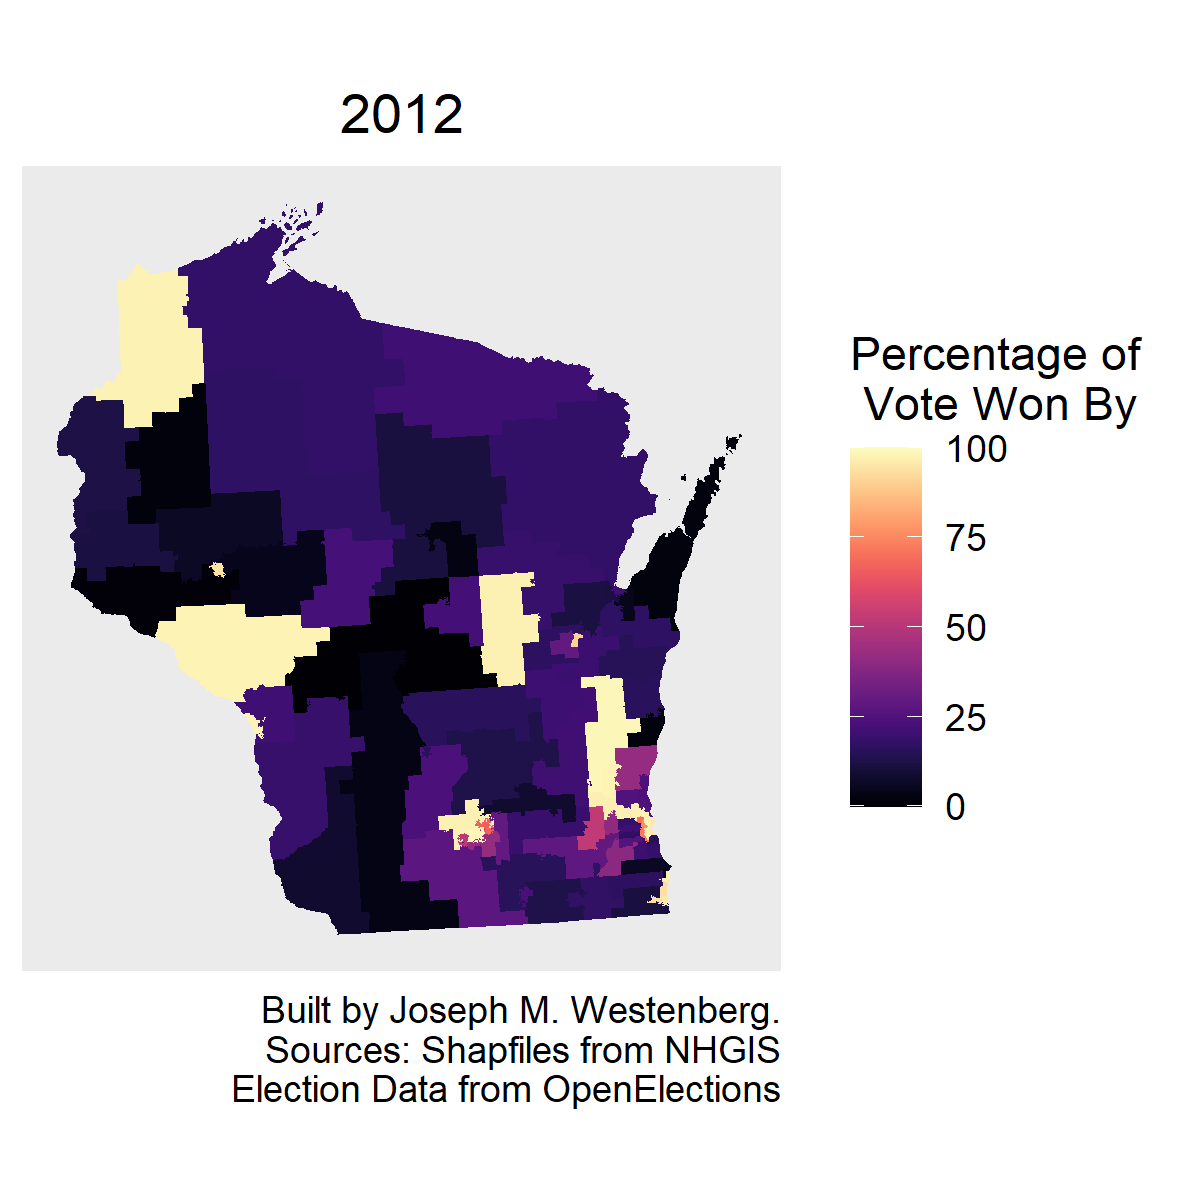 2012
Percentage of
Vote Won By
100
75
50
25
0
Built by Joseph M. Westenberg.
Sources: Shapfiles from NHGIS
Election Data from OpenElections